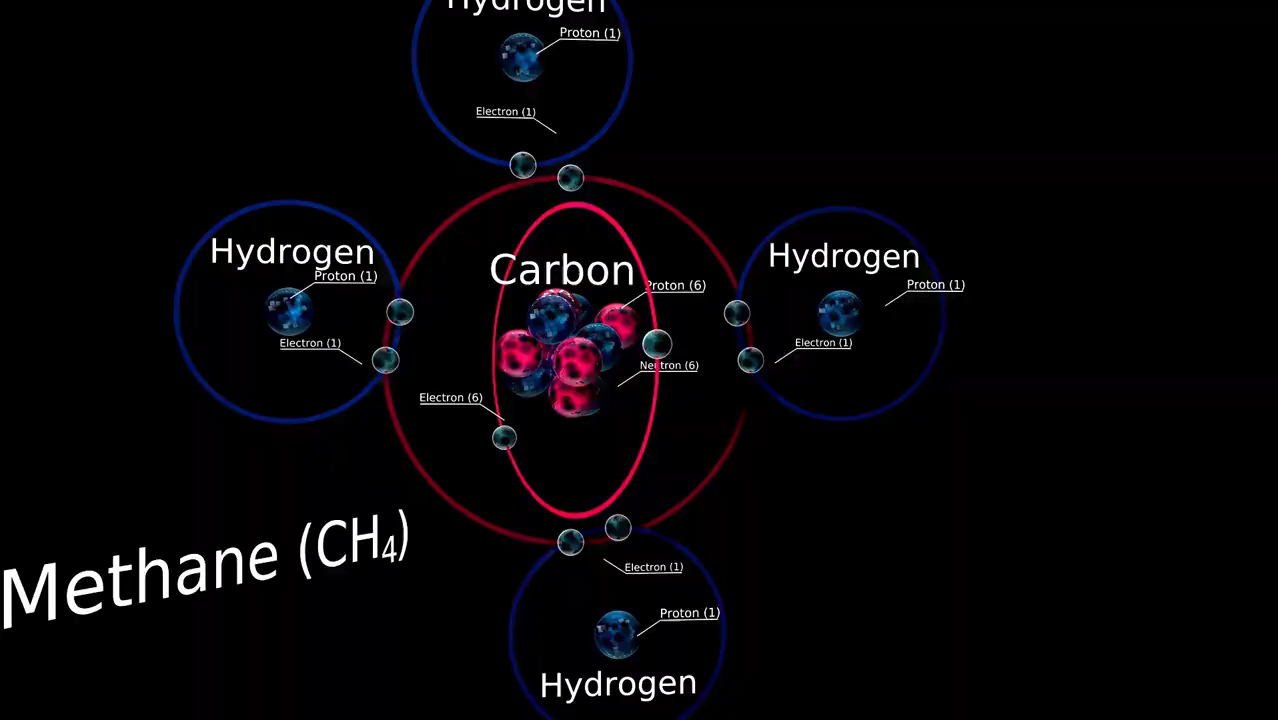 Hydrogen
Proton (1)
Electron (1)
Hydrogen
Proton (1)
Electron (1)
Carbon
Proton (6)
Neutron (6)
Electron (6)
Hydrogen
Proton (1)
Electron (1)
Methane (CH₄)
Electron (1)
Proton (1)
Hydrogen